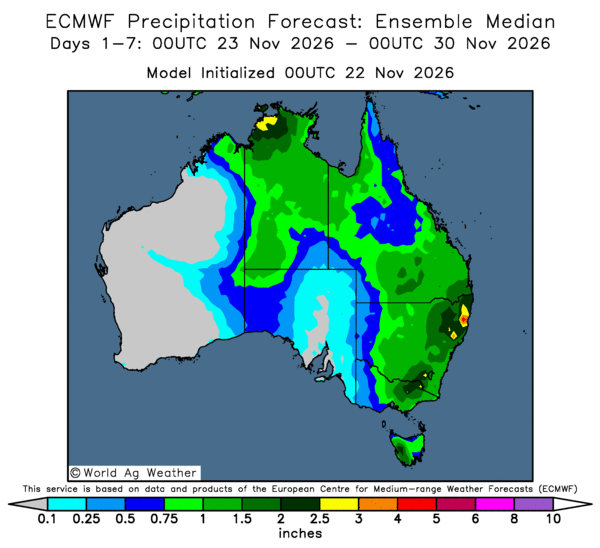 ECMWF Precipitation Forecast: Ensemble Median
Days 1–7: 00UTC 23 Nov 2026 – 00UTC 30 Nov 2026
Model Initialized 00UTC 22 Nov 2026
© World Ag Weather
This service is based on data and products of the European Centre for Medium-range Weather Forecasts (ECMWF)
0.1 0.25 0.5 0.75 1 1.5 2 2.5 3 4 5 6 8 10
inches